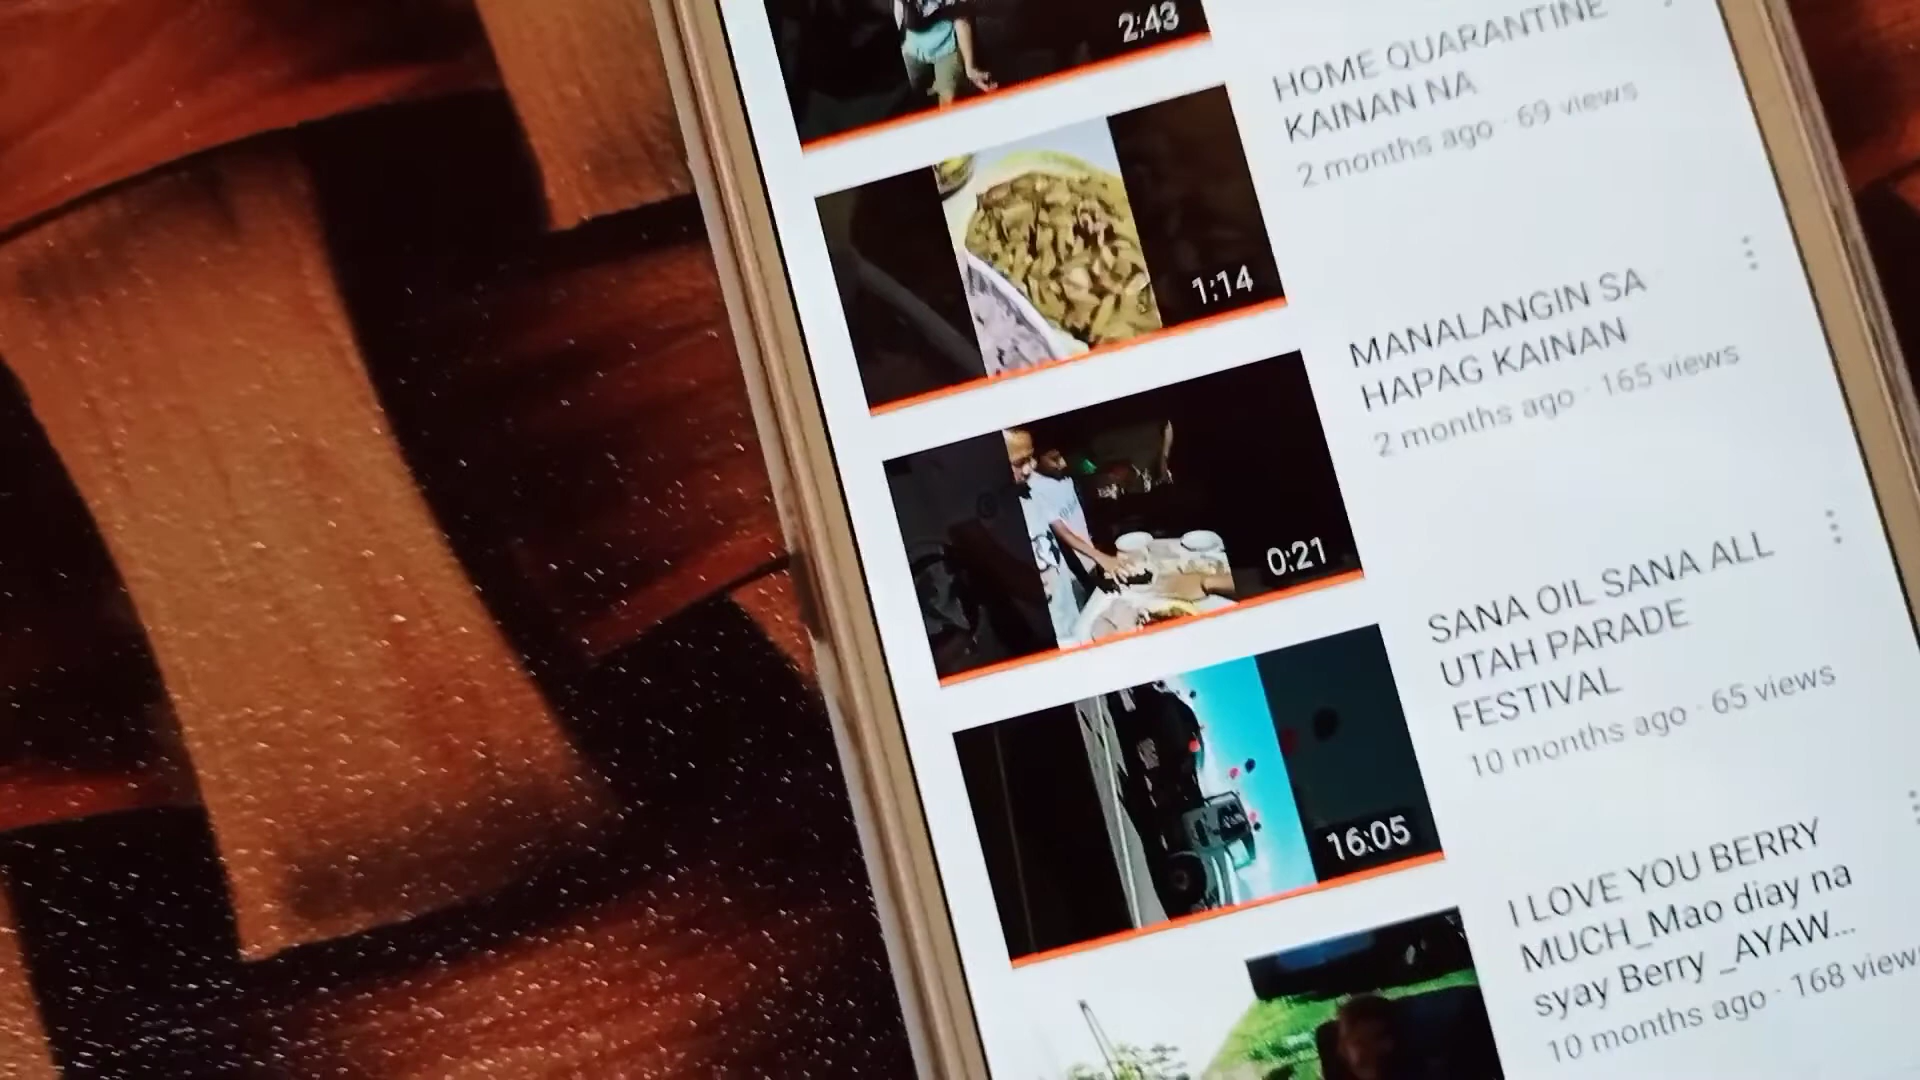 2:43
HOME QUARANTINE
KAINAN NA
2 months ago · 69 views
1:14
MANALANGIN SA
HAPAG KAINAN
2 months ago · 165 views
0:21
SANA OIL SANA ALL
UTAH PARADE
FESTIVAL
10 months ago · 65 views
16:05
I LOVE YOU BERRY
MUCH_Mao diay na
syay Berry _AYAW...
10 months ago · 168 views